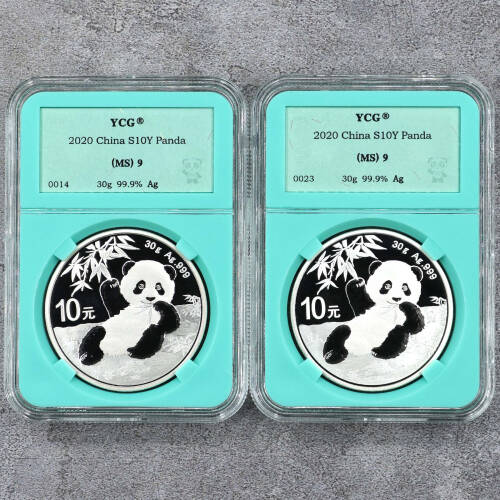 YCG®
2020 China S10Y Panda
(MS) 9
0014 30g 99.9% Ag
30g Ag.999
10元
YCG®
2020 China S10Y Panda
(MS) 9
0023 30g 99.9% Ag
30g Ag.999
10元